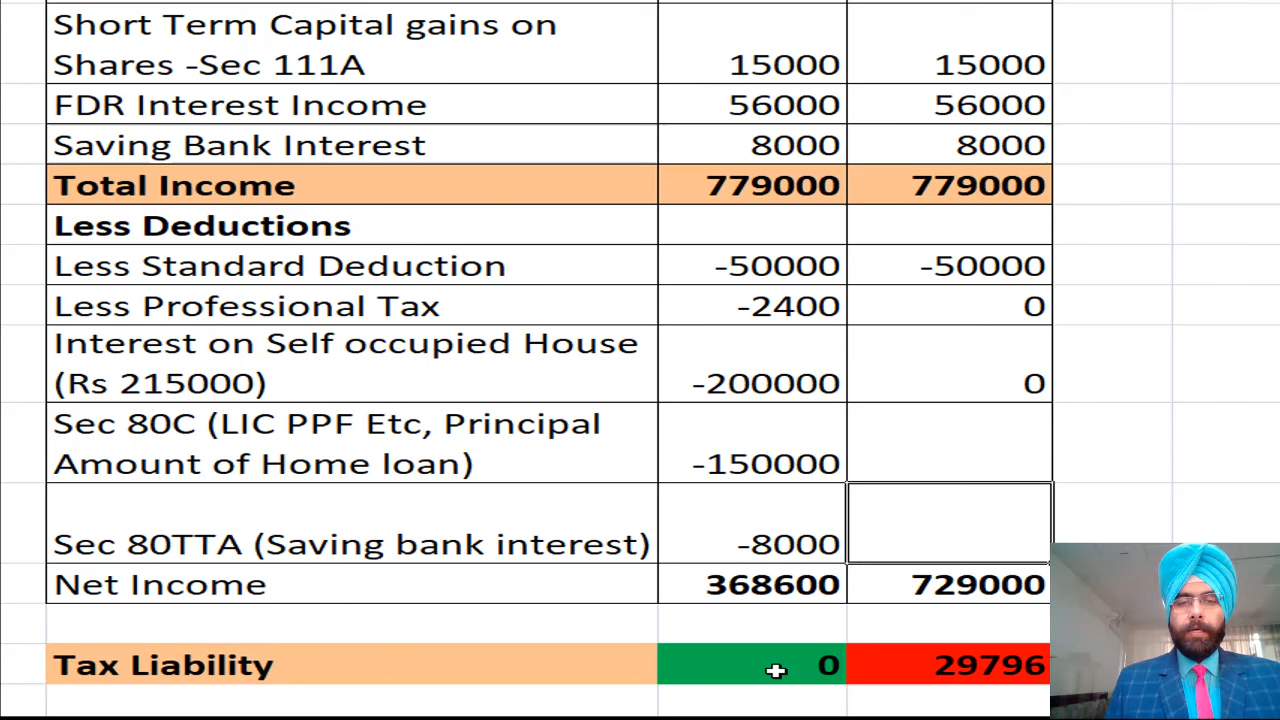 Short Term Capital gains on
Shares -Sec 111A 15000 15000
FDR Interest Income 56000 56000
Saving Bank Interest 8000 8000
Total Income 779000 779000
Less Deductions
Less Standard Deduction -50000 -50000
Less Professional Tax -2400 0
Interest on Self occupied House
(Rs 215000) -200000 0
Sec 80C (LIC PPF Etc, Principal
Amount of Home loan) -150000
Sec 80TTA (Saving bank interest) -8000
Net Income 368600 729000
Tax Liability 0 29796